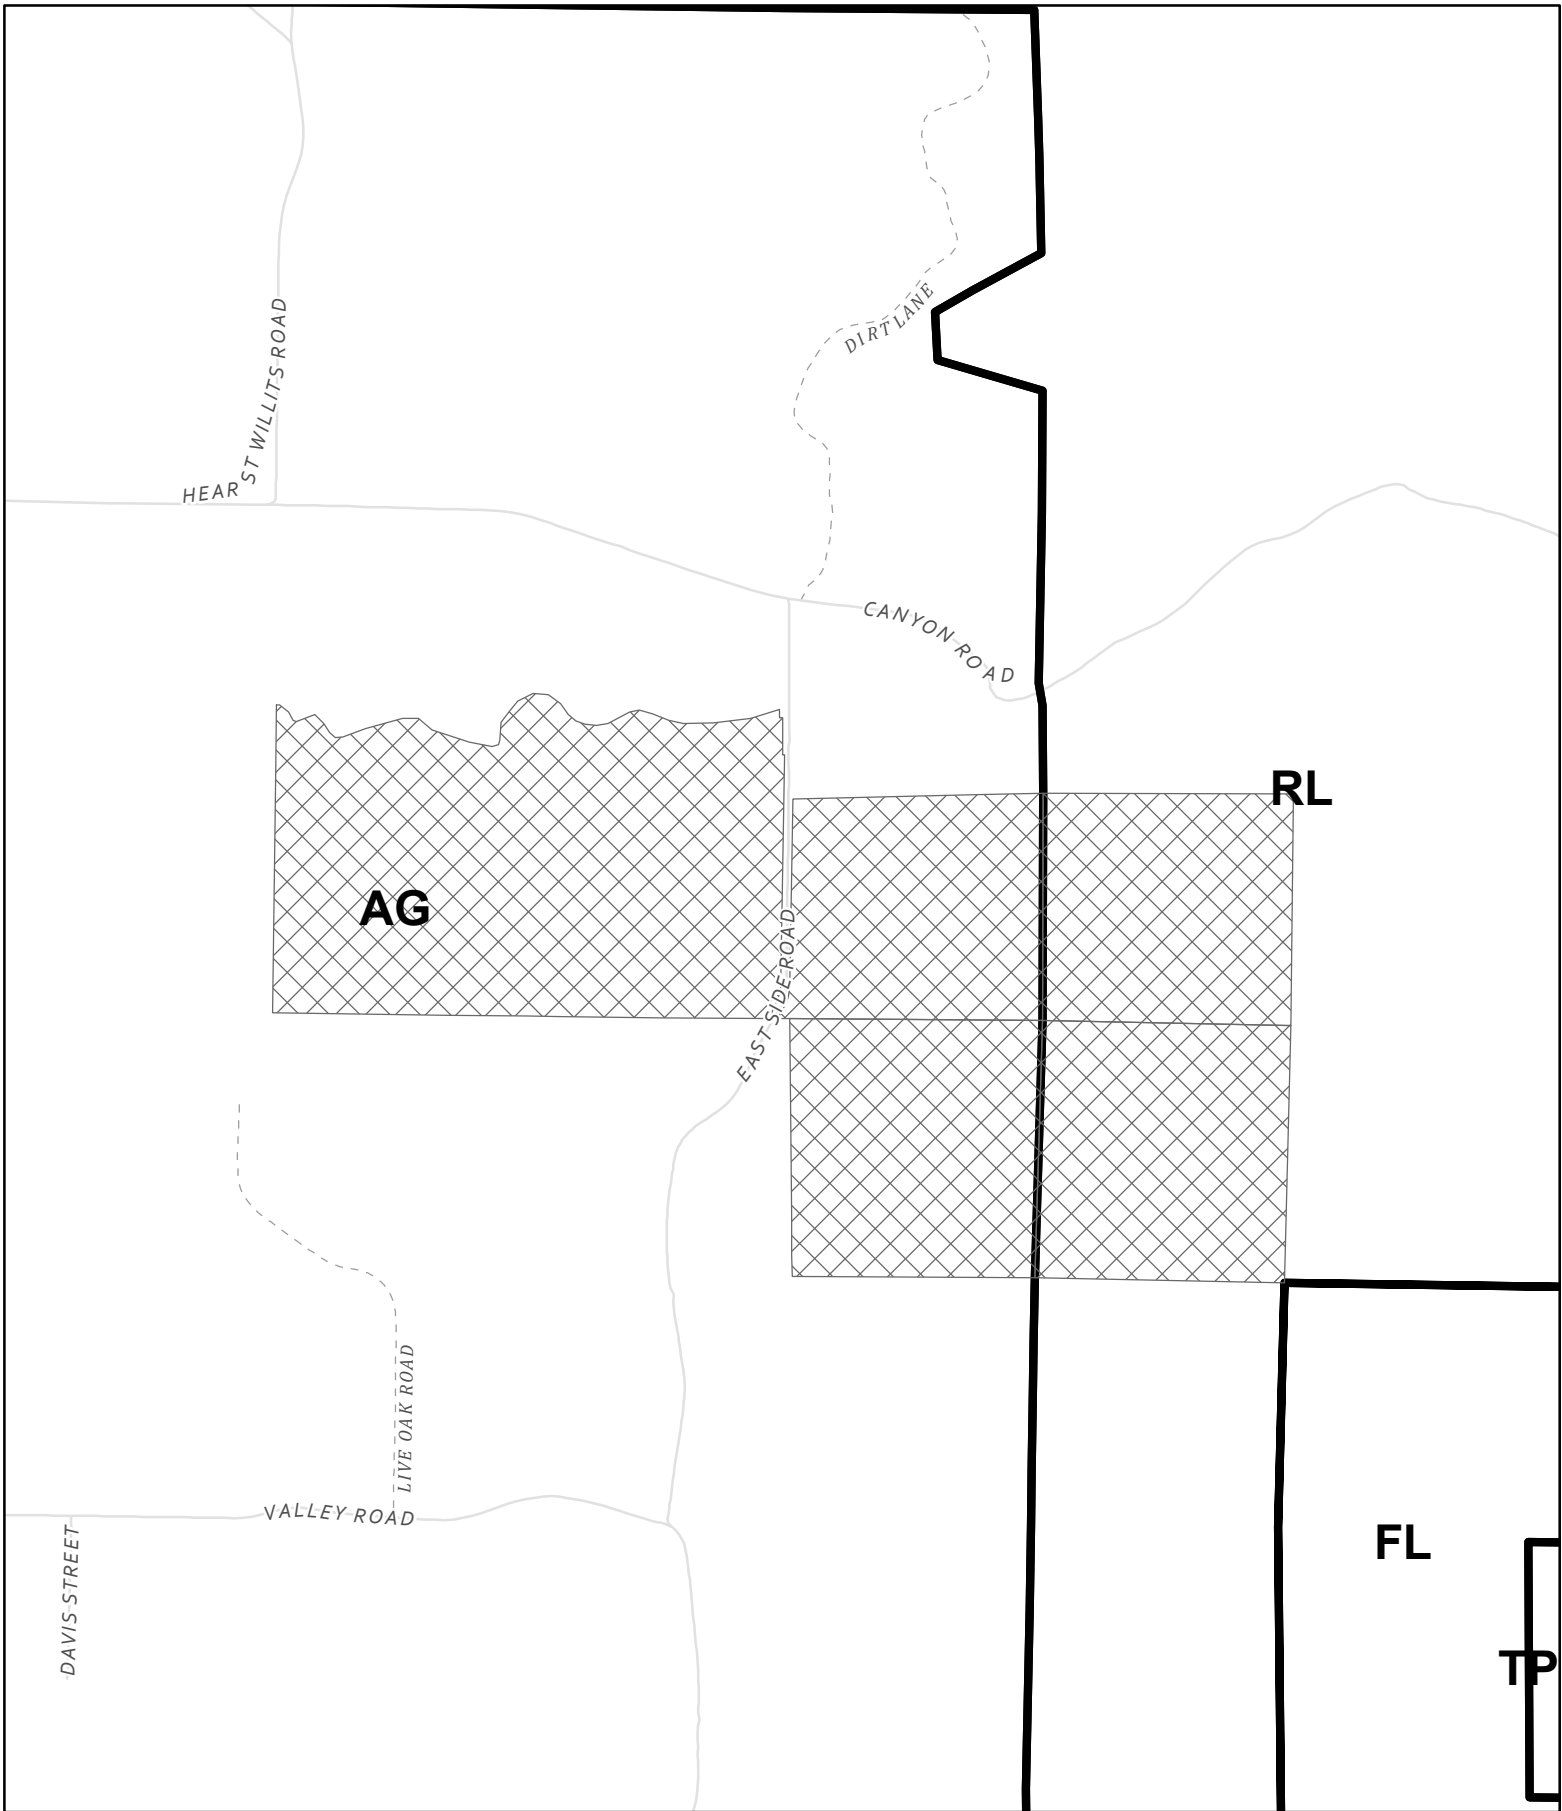 DIRT LANE
HEARST WILLITS ROAD
CANYON ROAD
RL
AG
EAST SIDE ROAD
LIVE OAK ROAD
VALLEY ROAD
DAVIS STREET
FL
TP